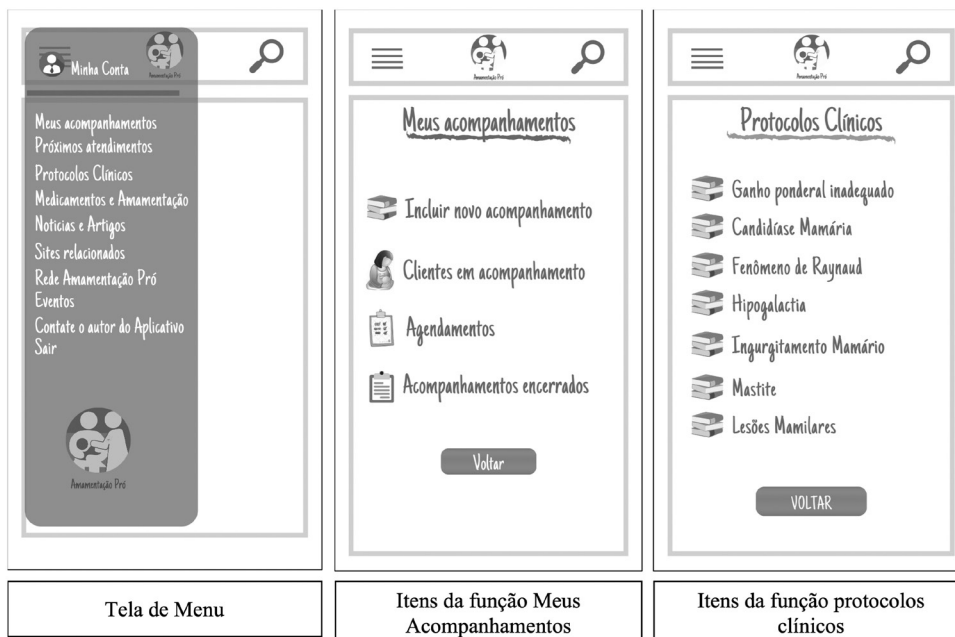 Minha Conta
Amamentação Pró
Meus acompanhamentos
Próximos atendimentos
Protocolos Clínicos
Medicamentos e Amamentação
Noticias e Artigos
Sites relacionados
Rede Amamentação Pró
Eventos
Contate o autor do Aplicativo
Sair
Amamentação Pró
Tela de Menu
Amamentação Pró
Meus acompanhamentos
Incluir novo acompanhamento
Clientes em acompanhamento
Agendamentos
Acompanhamentos encerrados
Voltar
Itens da função Meus
Acompanhamentos
Amamentação Pró
Protocolos Clínicos
Ganho ponderal inadequado
Candidíase Mamária
Fenômeno de Raynaud
Hipogalactia
Ingurgitamento Mamário
Mastite
Lesões Mamilares
VOLTAR
Itens da função protocolos
clínicos